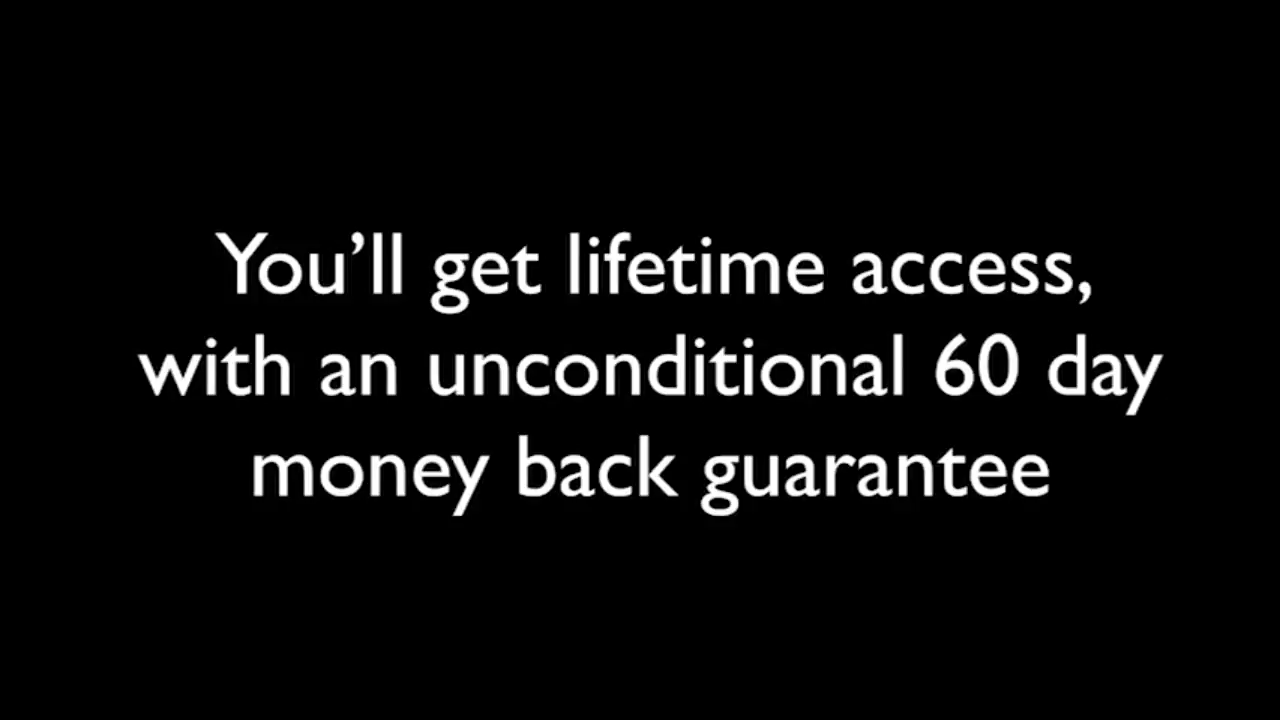 You’ll get lifetime access,
with an unconditional 60 day
money back guarantee